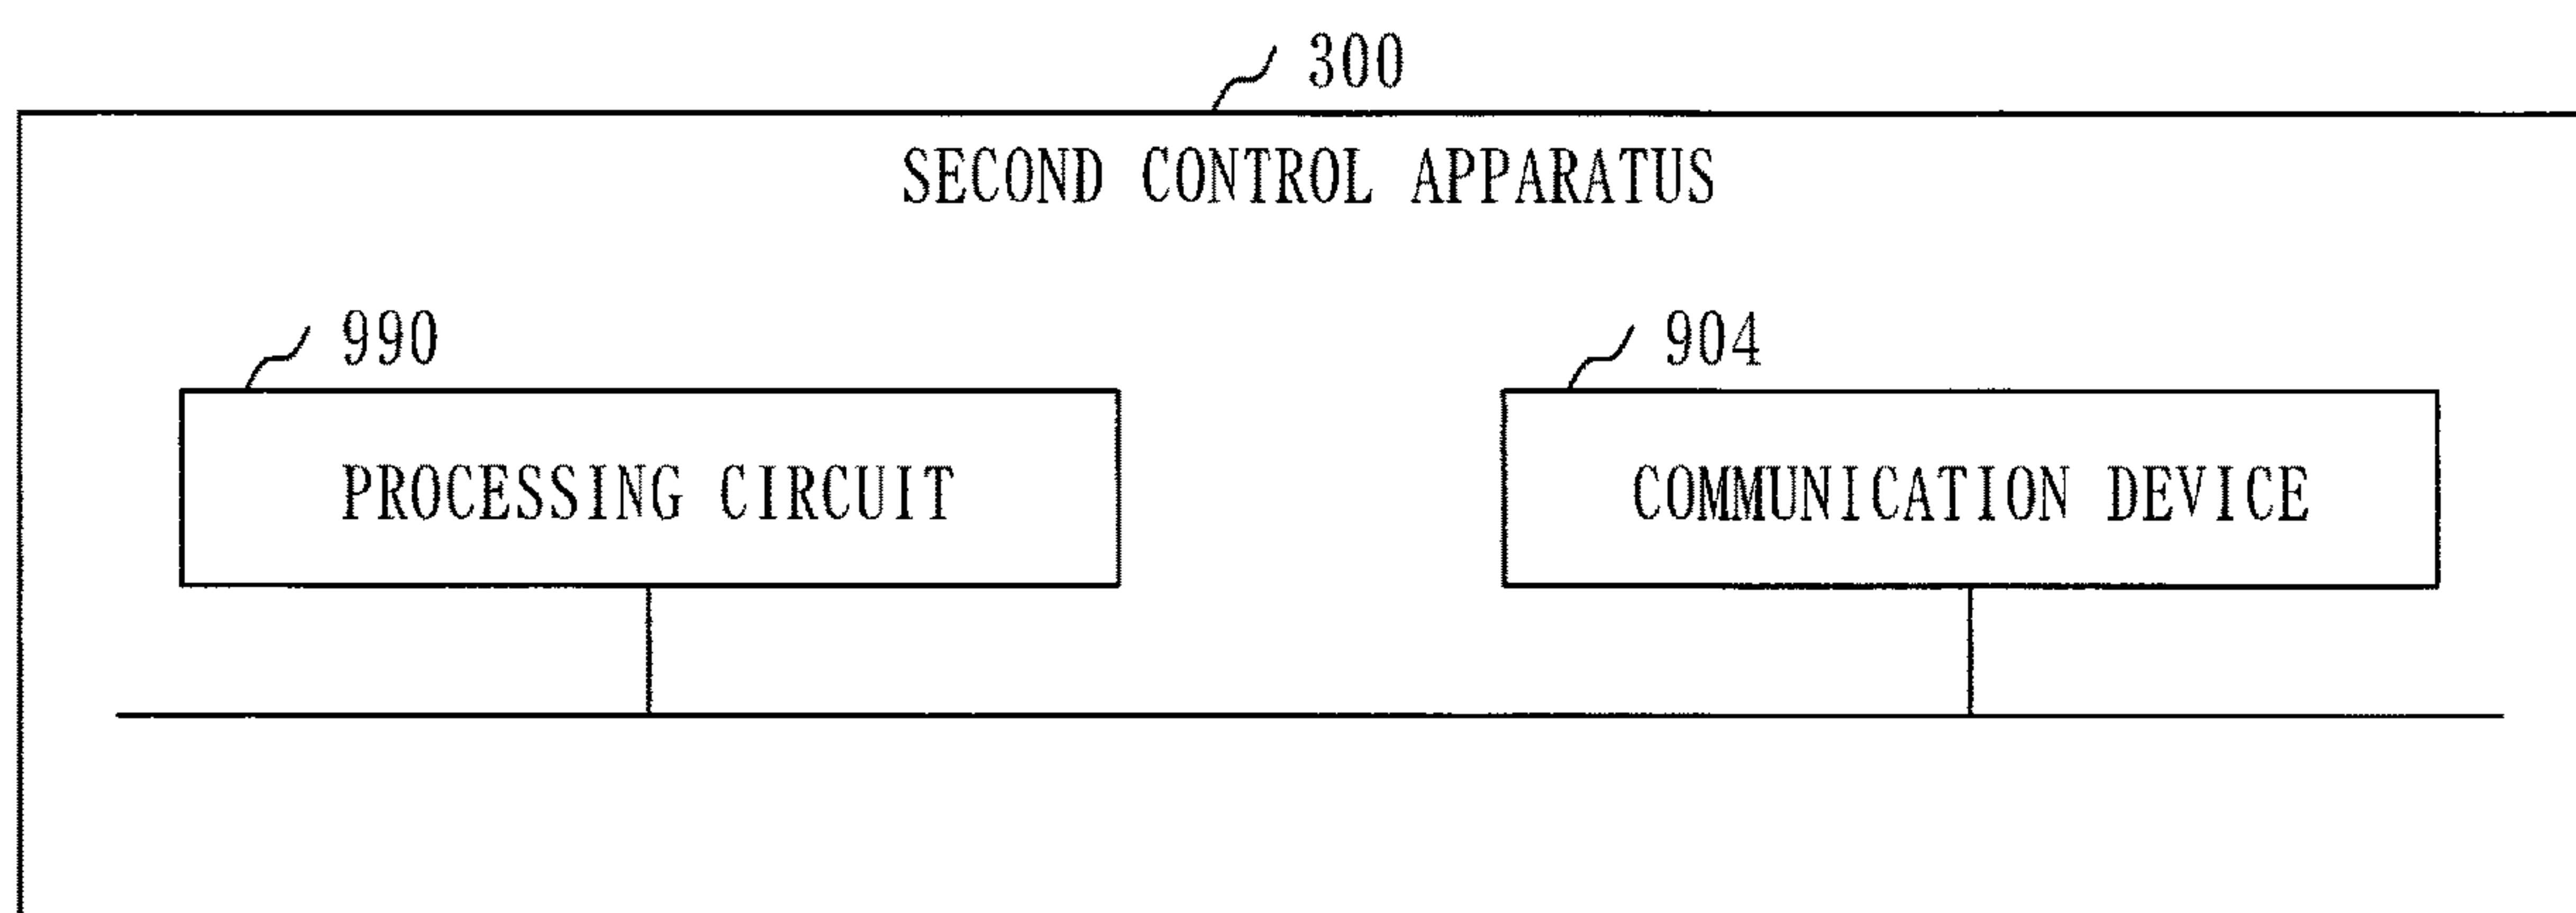 300
SECOND CONTROL APPARATUS
990
904
PROCESSING CIRCUIT
COMMUNICATION DEVICE